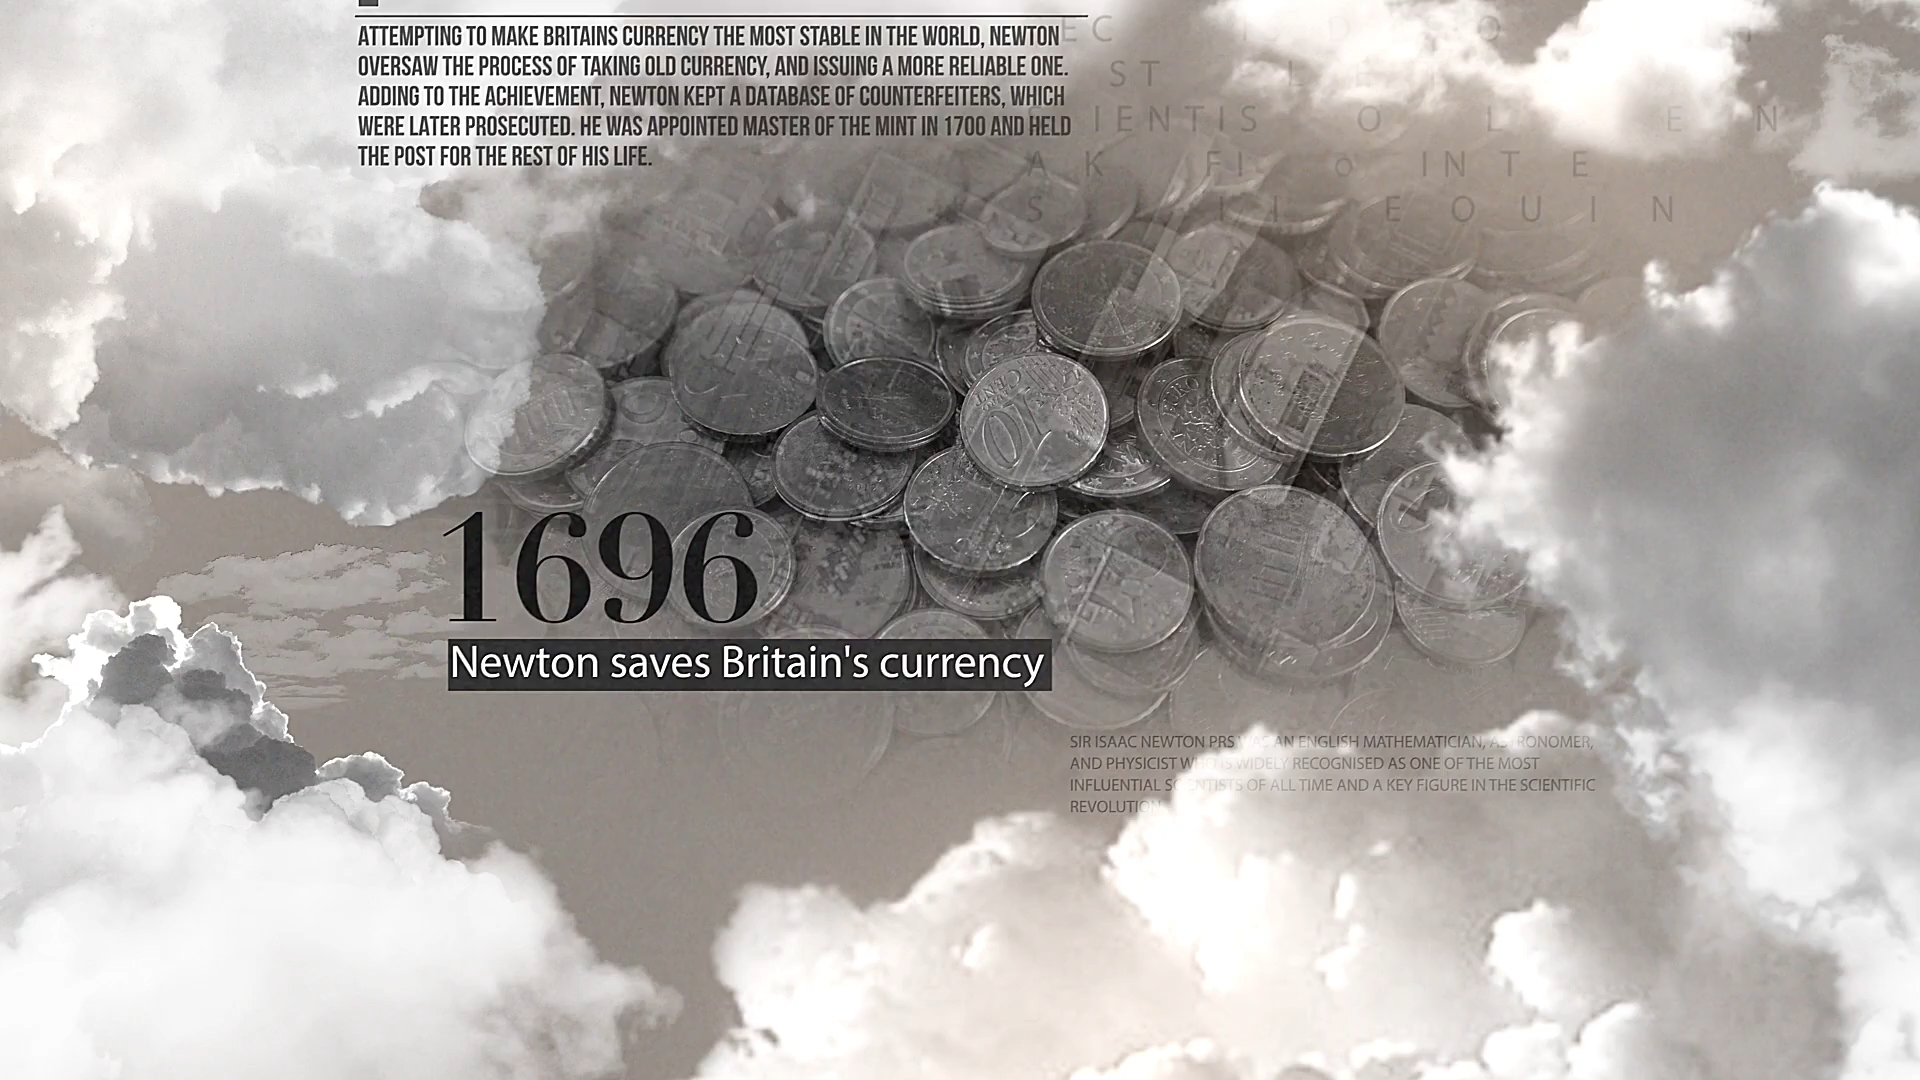 ATTEMPTING TO MAKE BRITAINS CURRENCY THE MOST STABLE IN THE WORLD, NEWTON
OVERSAW THE PROCESS OF TAKING OLD CURRENCY, AND ISSUING A MORE RELIABLE ONE.
ADDING TO THE ACHIEVEMENT, NEWTON KEPT A DATABASE OF COUNTERFEITERS, WHICH
WERE LATER PROSECUTED. HE WAS APPOINTED MASTER OF THE MINT IN 1700 AND HELD
THE POST FOR THE REST OF HIS LIFE.
10
CENT
EURO
1696
Newton saves Britain's currency
SIR ISAAC NEWTON PRS WAS AN ENGLISH MATHEMATICIAN, ASTRONOMER,
AND PHYSICIST WHO IS WIDELY RECOGNISED AS ONE OF THE MOST
INFLUENTIAL SCIENTISTS OF ALL TIME AND A KEY FIGURE IN THE SCIENTIFIC
REVOLUTION